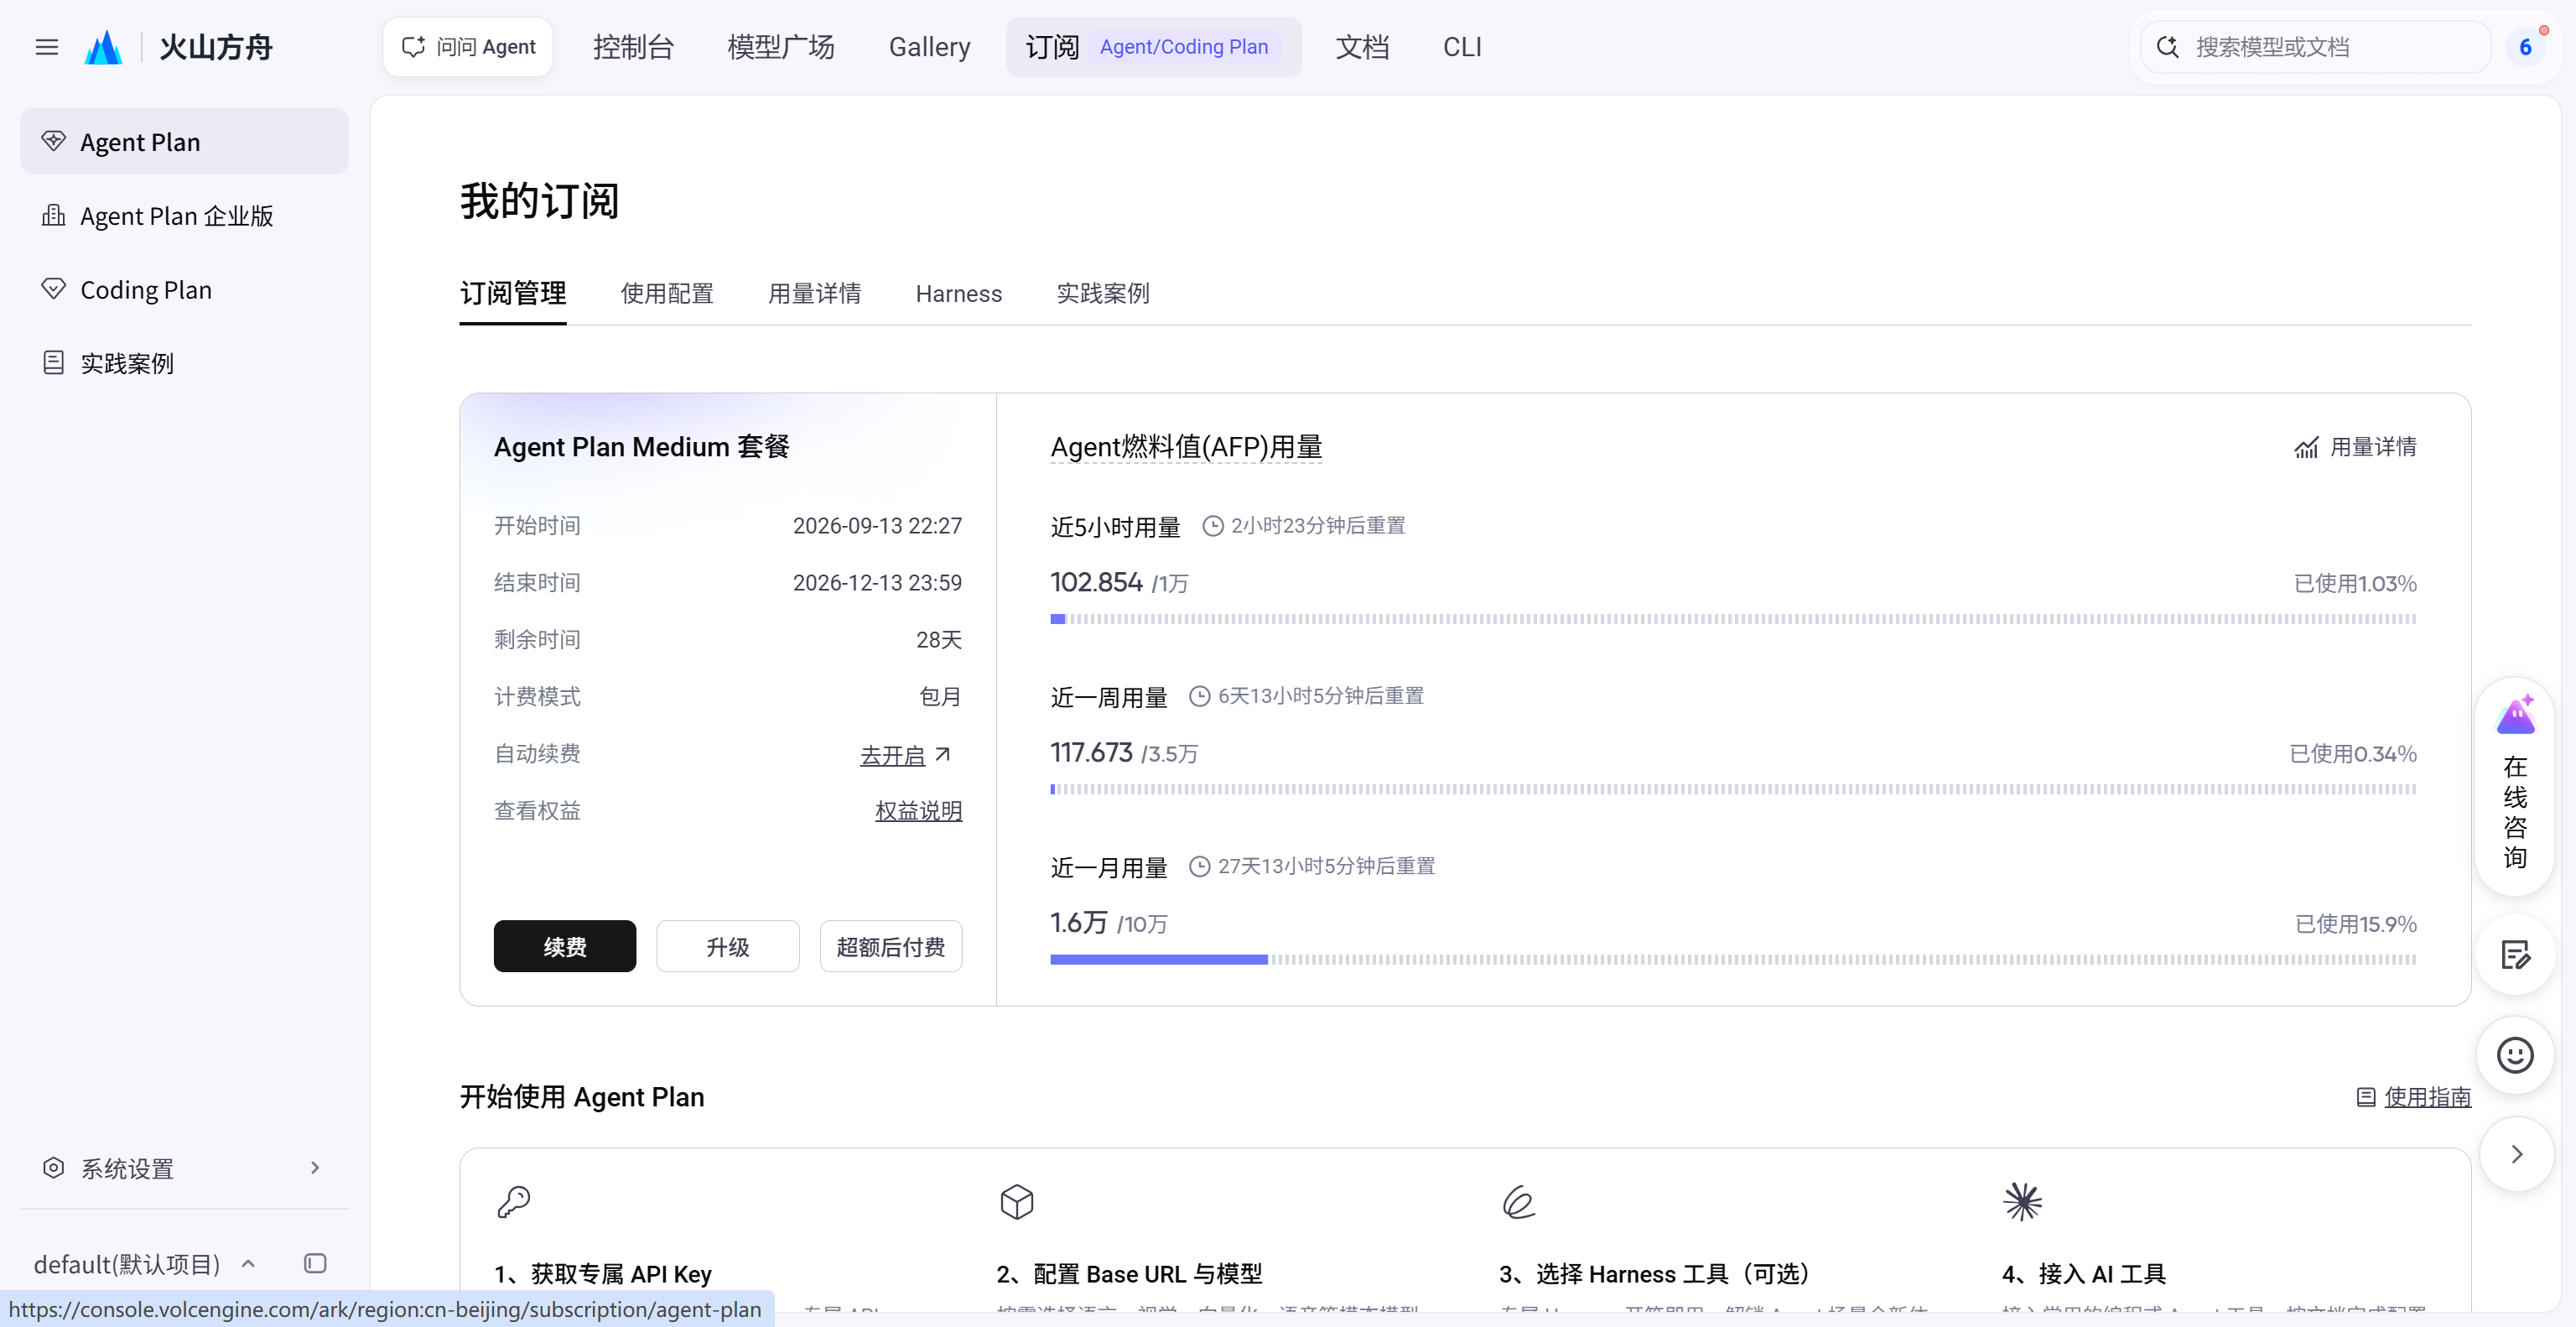 火山方舟
问问 Agent
控制台
模型广场
Gallery
订阅 Agent/Coding Plan
文档
CLI
搜索模型或文档
6
Agent Plan
Agent Plan 企业版
Coding Plan
实践案例
我的订阅
订阅管理
使用配置
用量详情
Harness
实践案例
Agent Plan Medium 套餐
开始时间 2026-09-13 22:27
结束时间 2026-12-13 23:59
剩余时间 28天
计费模式 包月
自动续费 去开启
查看权益 权益说明
续费
升级
超额后付费
Agent燃料值(AFP)用量
用量详情
近5小时用量 2小时23分钟后重置
102.854 /1万 已使用1.03%
近一周用量 6天13小时5分钟后重置
117.673 /3.5万 已使用0.34%
近一月用量 27天13小时5分钟后重置
1.6万 /10万 已使用15.9%
在线咨询
开始使用 Agent Plan
使用指南
1、获取专属 API Key
2、配置 Base URL 与模型
3、选择 Harness 工具（可选）
4、接入 AI 工具
系统设置
default(默认项目)
https://console.volcengine.com/ark/region:cn-beijing/subscription/agent-plan